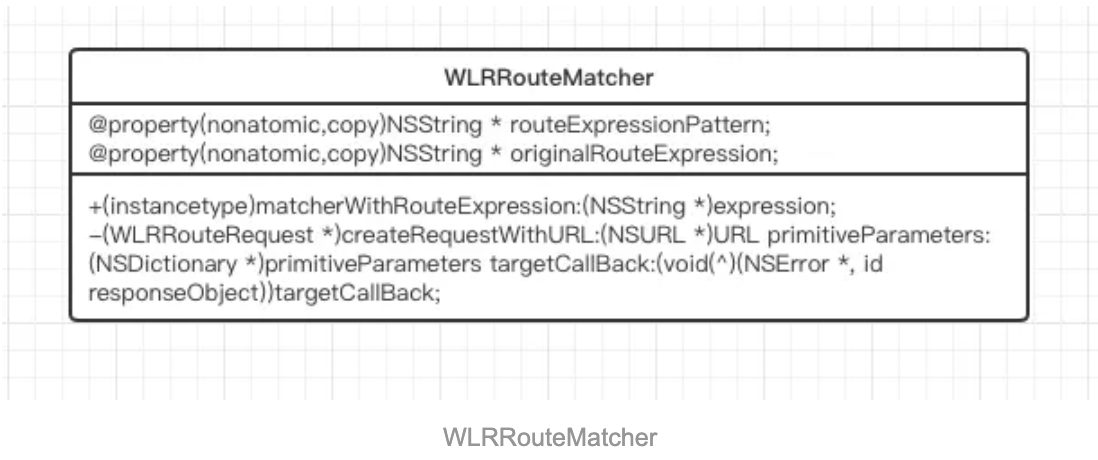 WLRRouteMatcher
@property(nonatomic,copy)NSString * routeExpressionPattern;
@property(nonatomic,copy)NSString * originalRouteExpression;
+(instancetype)matcherWithRouteExpression:(NSString *)expression;
–(WLRRouteRequest *)createRequestWithURL:(NSURL *)URL primitiveParameters:
(NSDictionary *)primitiveParameters targetCallBack:(void(^)(NSError *, id
responseObject))targetCallBack;
WLRRouteMatcher